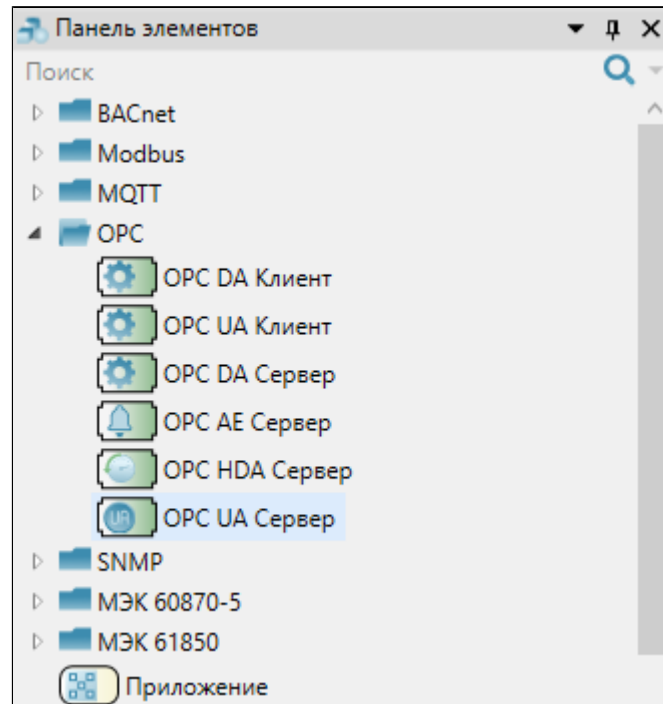 Панель элементов
Поиск
BACnet
Modbus
MQTT
OPC
OPC DA Клиент
OPC UA Клиент
OPC DA Сервер
OPC AE Сервер
OPC HDA Сервер
UA OPC UA Сервер
SNMP
МЭК 60870-5
МЭК 61850
Приложение